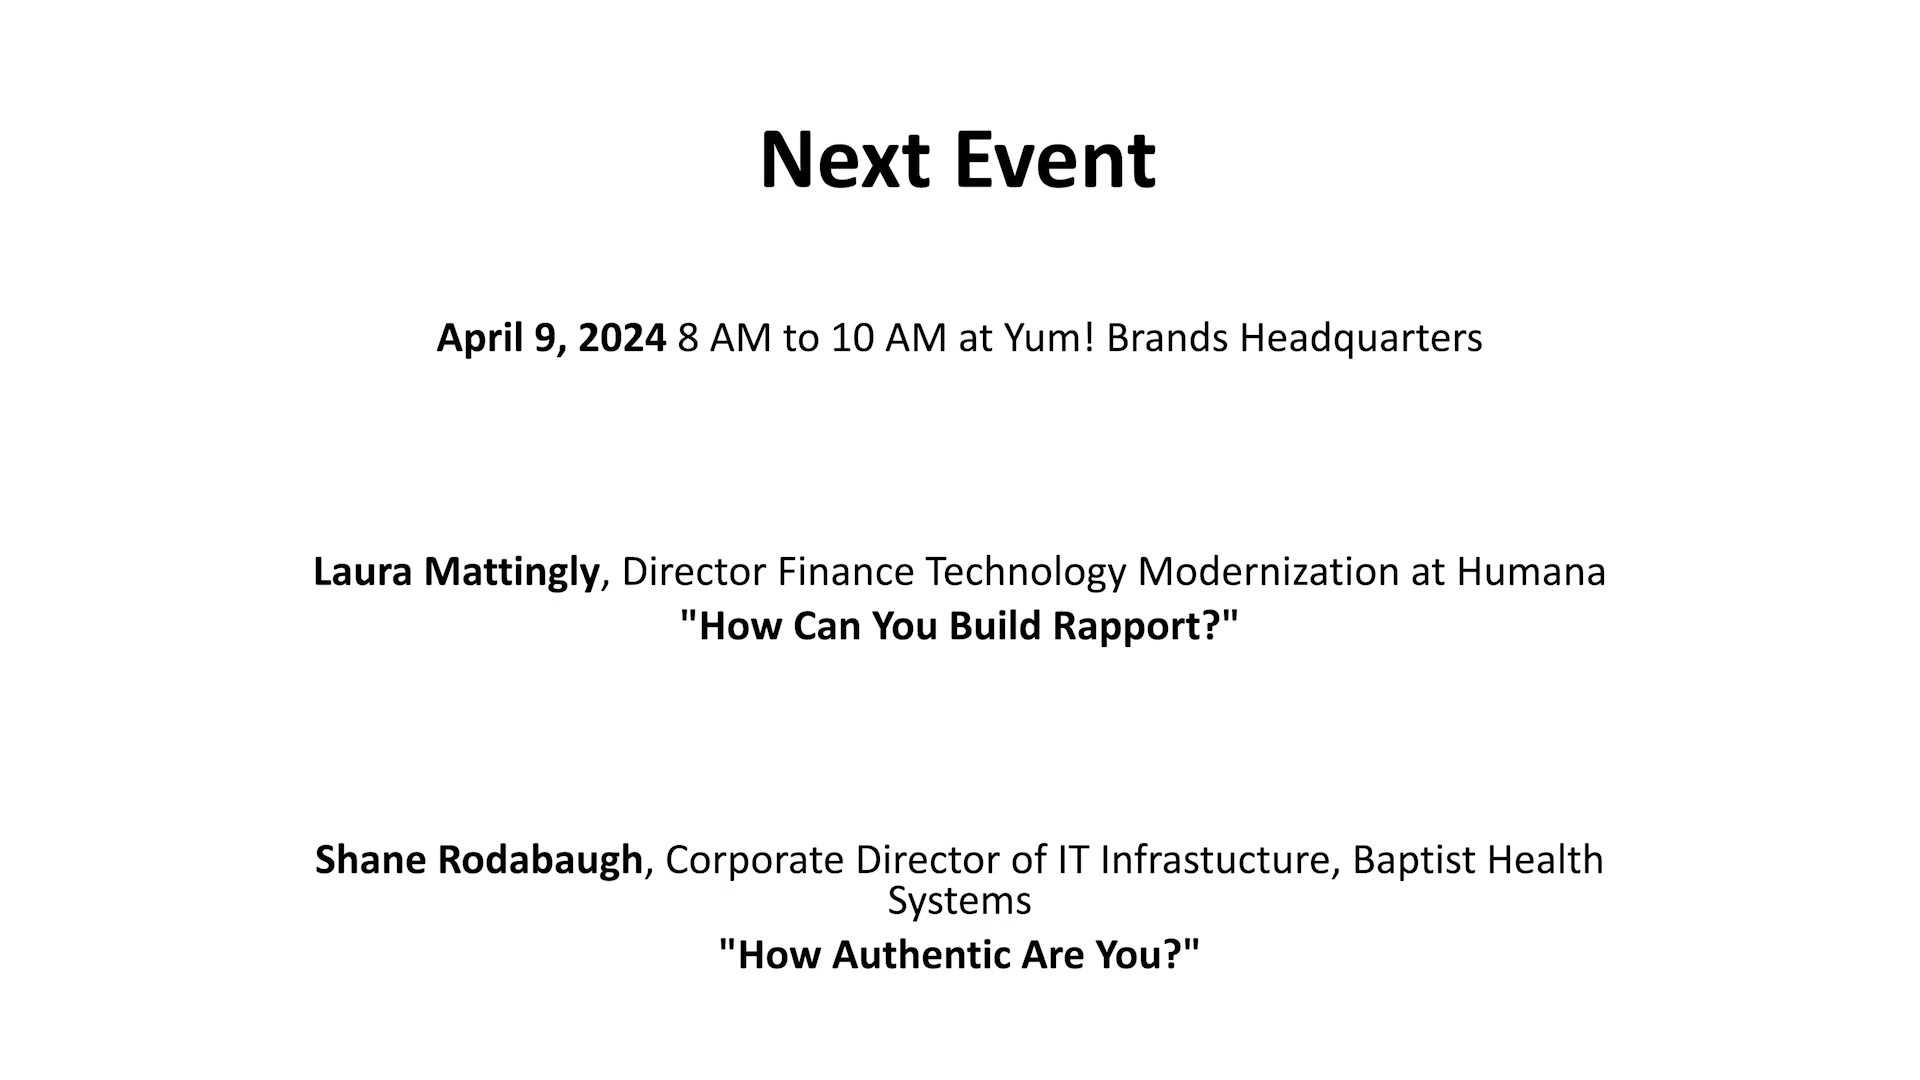 Next Event
April 9, 2024 8 AM to 10 AM at Yum! Brands Headquarters
Laura Mattingly, Director Finance Technology Modernization at Humana
"How Can You Build Rapport?"
Shane Rodabaugh, Corporate Director of IT Infrastucture, Baptist Health
Systems
"How Authentic Are You?"